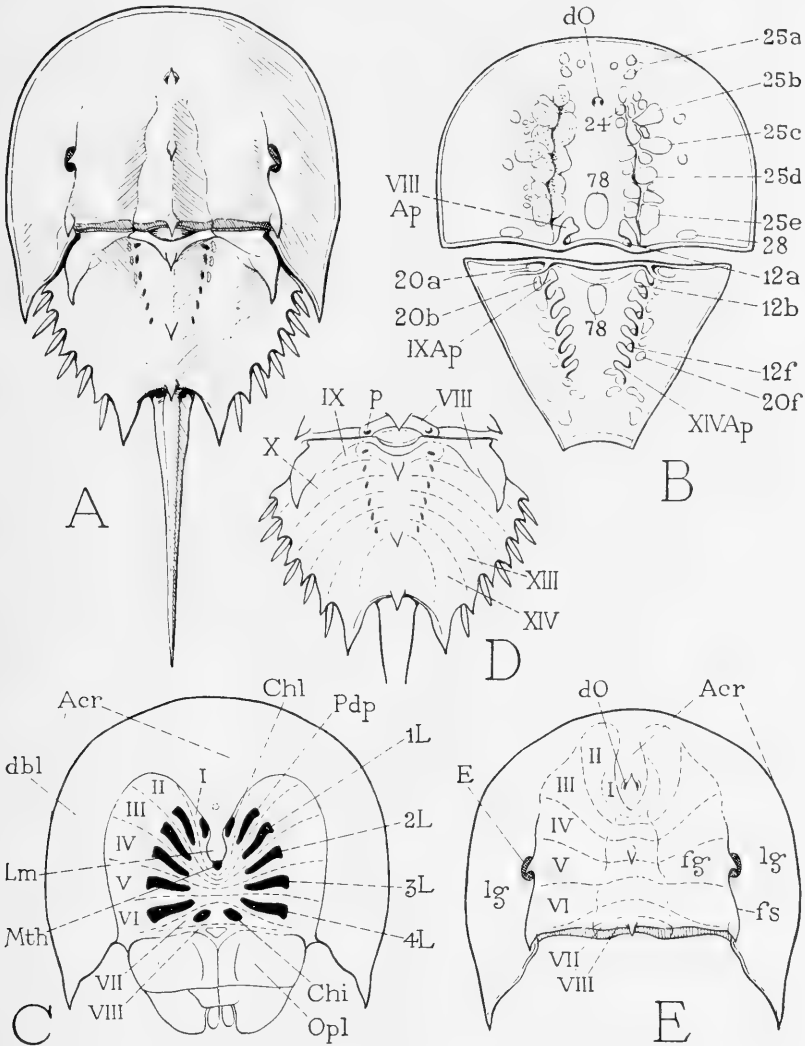 A
dO
25a
25b
24
25c
25d
78
VIII
Ap
25e
28
20a
12a
20b
12b
IXAp
78
12f
20f
XIVAp
B
IX
p
VIII
X
XIII
XIV
D
Acr
Chl
Pdp
dbl
1L
I
II
III
2L
IV
Lm
V
3L
VI
Mth
4L
VII
VIII
Chi
Opl
C
dO
Acr
E
II
III
I
IV
V
fg
lg
lg
VI
fs
VII
VIII
E